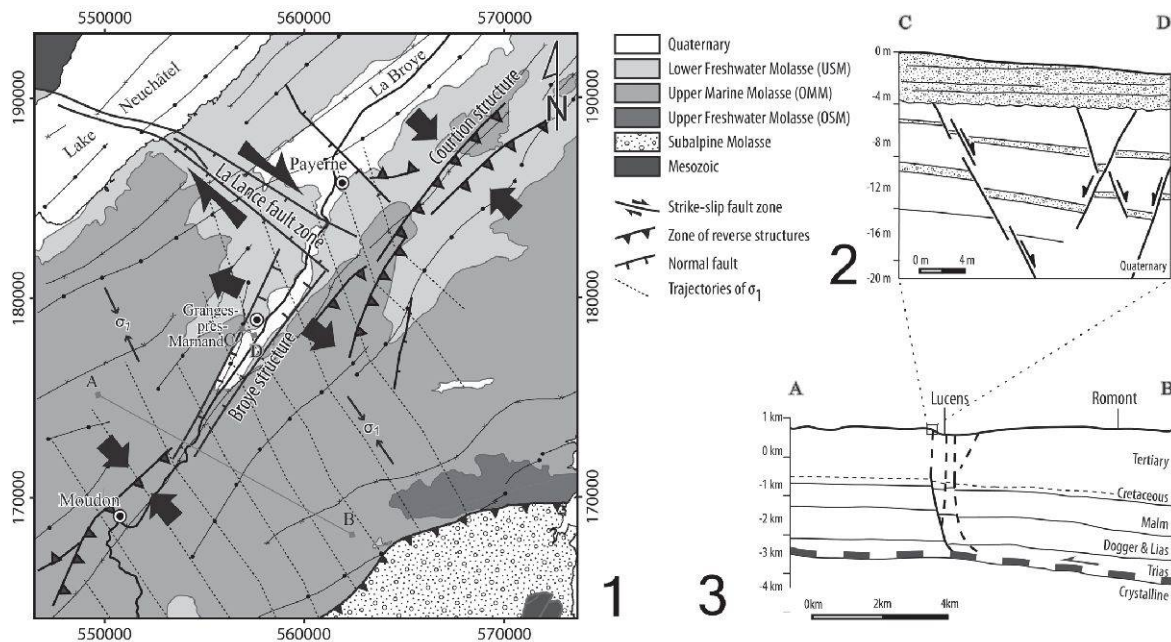 550000
560000
570000
190000
180000
170000
Lake
Neuchâtel
La Broye
N
Payerne
Courtion structure
La Lance fault zone
Granges-
près-
Marnand
C
D
Broye structure
σ1
σ1
A
B
Moudon
190000
180000
170000
550000
560000
570000
1
Quaternary
Lower Freshwater Molasse (USM)
Upper Marine Molasse (OMM)
Upper Freshwater Molasse (OSM)
Subalpine Molasse
Mesozoic
Strike-slip fault zone
Zone of reverse structures
Normal fault
Trajectories of σ1
C
D
0 m
-4 m
-8 m
-12 m
-16 m
-20 m
0 m 4 m
Quaternary
2
A
B
Lucens
Romont
1 km
0 km
-1 km
-2 km
-3 km
-4 km
Tertiary
Cretaceous
Malm
Dogger & Lias
Trias
Crystalline
0km 2km 4km
3